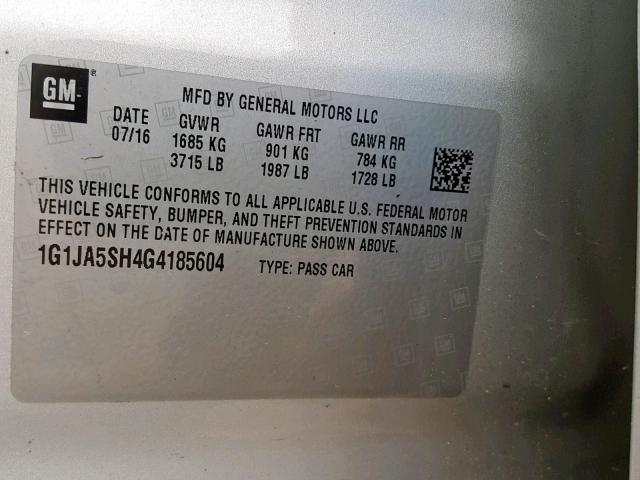 GM ®
MFD BY GENERAL MOTORS LLC
DATE GVWR GAWR FRT GAWR RR
07/16 1685 KG 901 KG 784 KG
3715 LB 1987 LB 1728 LB
THIS VEHICLE CONFORMS TO ALL APPLICABLE U.S. FEDERAL MOTOR
VEHICLE SAFETY, BUMPER, AND THEFT PREVENTION STANDARDS IN
EFFECT ON THE DATE OF MANUFACTURE SHOWN ABOVE.
1G1JA5SH4G4185604 TYPE: PASS CAR